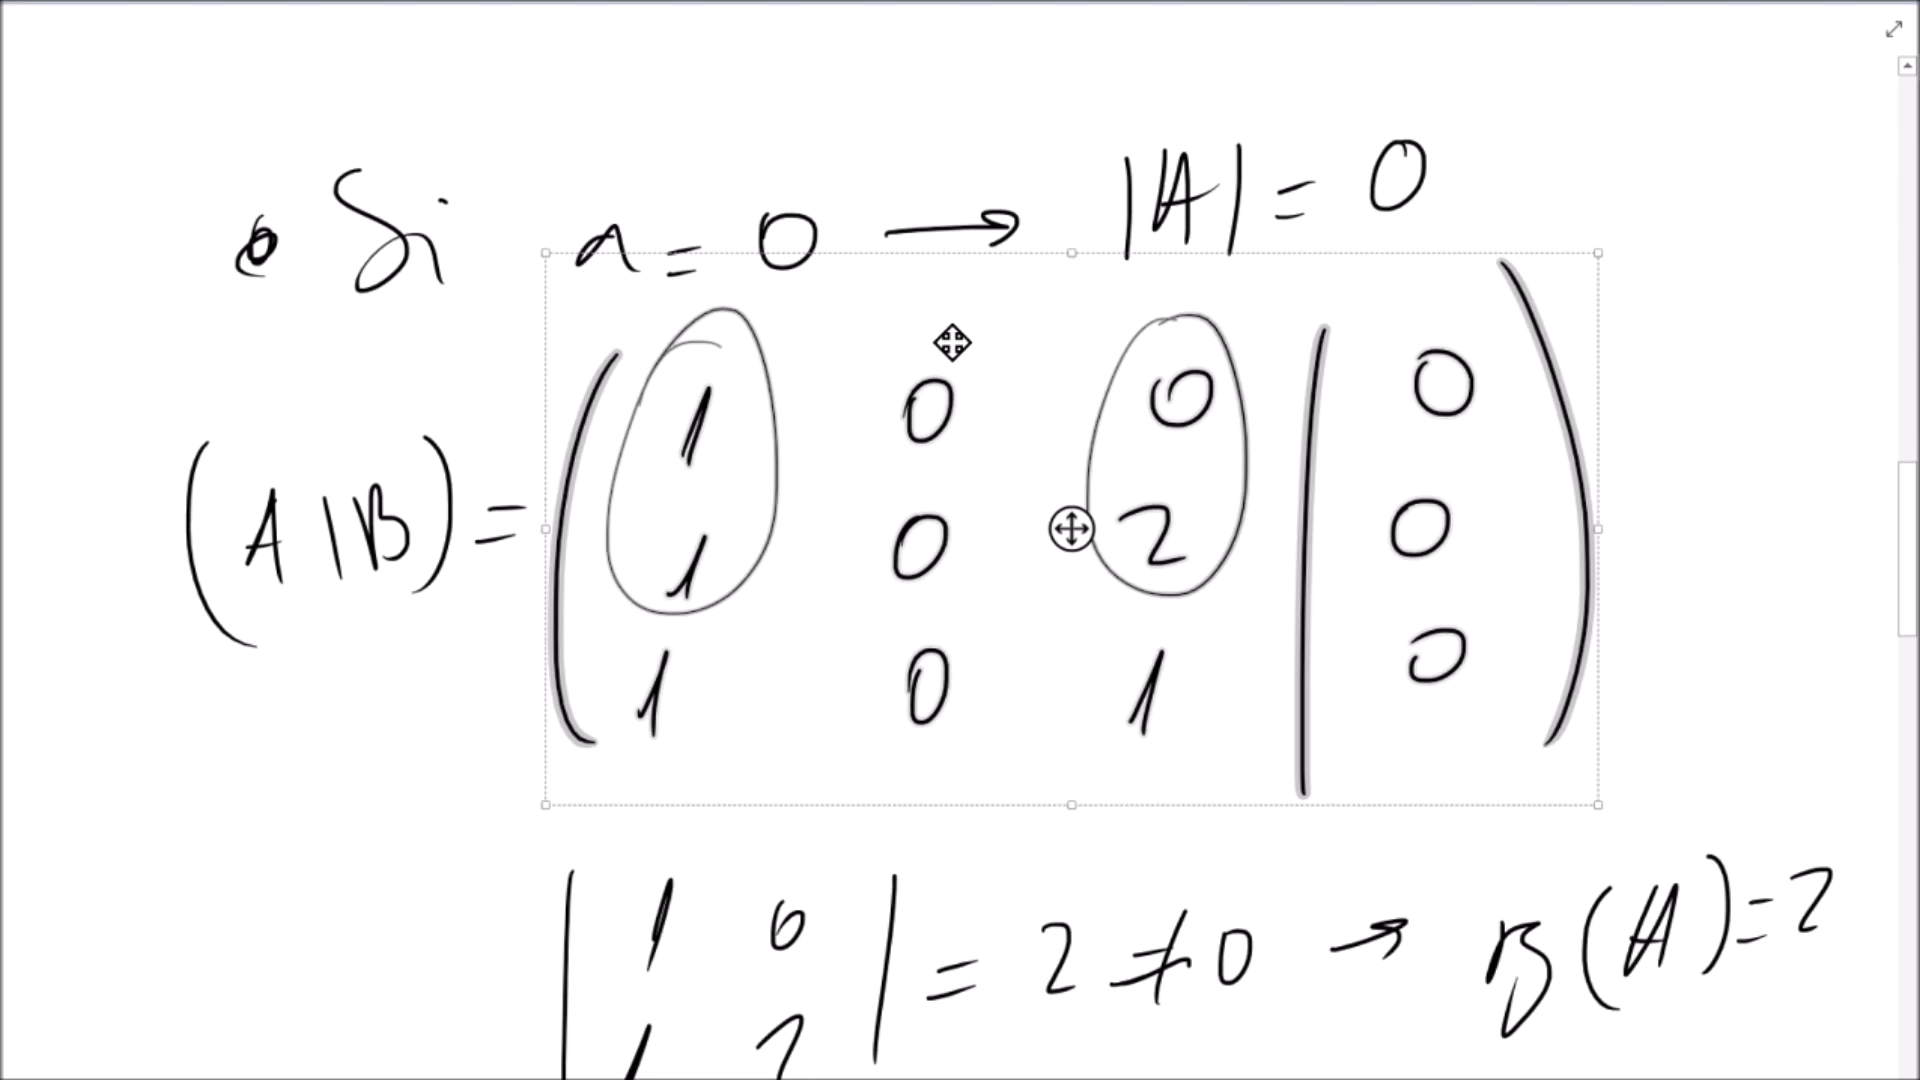 • Si a = 0 → |A| = 0
(A | B) = ( 1 0 0 | 0 )
1 0 2 | 0
1 0 1 | 0
| 1 0 | = 2 ≠ 0 → R(A) = 2
1 2